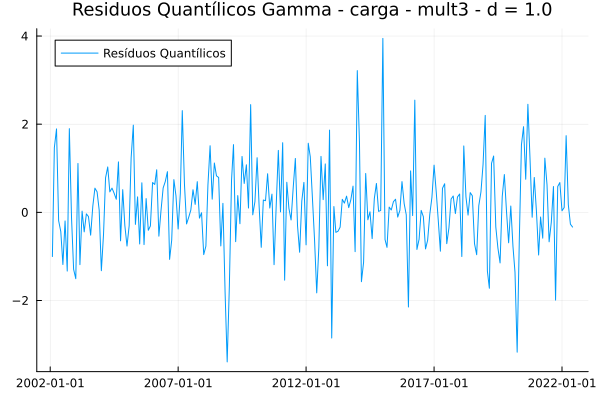 Residuos Quantílicos Gamma - carga - mult3 - d = 1.0
Resíduos Quantílicos
4
2
0
−2
2002-01-01 2007-01-01 2012-01-01 2017-01-01 2022-01-01